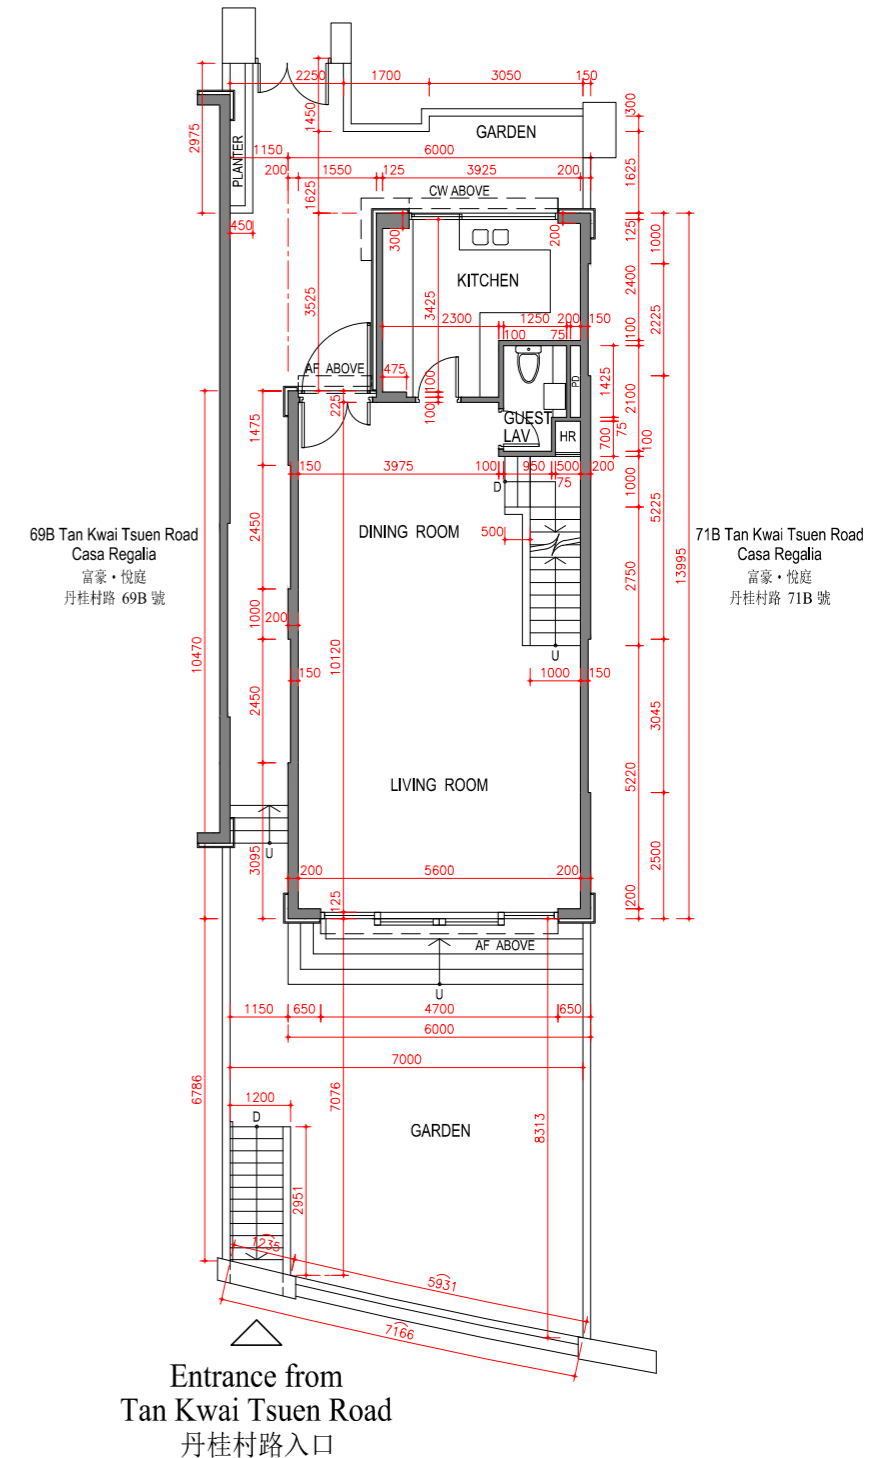 2250
1700
3050
150
2975
1450
300
GARDEN
PLANTER
1150
6000
200
1550
125
3925
200
1625
1625
CW ABOVE
450
300
200
125
1000
KITCHEN
3525
3425
2400
2225
2300
1250
200
150
100
75
100
AF ABOVE
475
100
100
225
PD
1425
2100
GUEST
LAV
HR
700
75
100
1475
150
3975
100
950
500
200
75
D
1000
5225
2450
DINING ROOM
500
69B Tan Kwai Tsuen Road
Casa Regalia
富豪・悅庭
丹桂村路 69B 號
71B Tan Kwai Tsuen Road
Casa Regalia
富豪・悅庭
丹桂村路 71B 號
2750
13995
1000
200
10470
10120
U
150
1000
150
2450
3045
LIVING ROOM
5220
U
3095
2500
200
5600
200
125
200
AF ABOVE
U
1150
650
4700
650
6000
7000
6786
7076
1200
D
8313
GARDEN
2951
1235
5931
7166
Entrance from
Tan Kwai Tsuen Road
丹桂村路入口